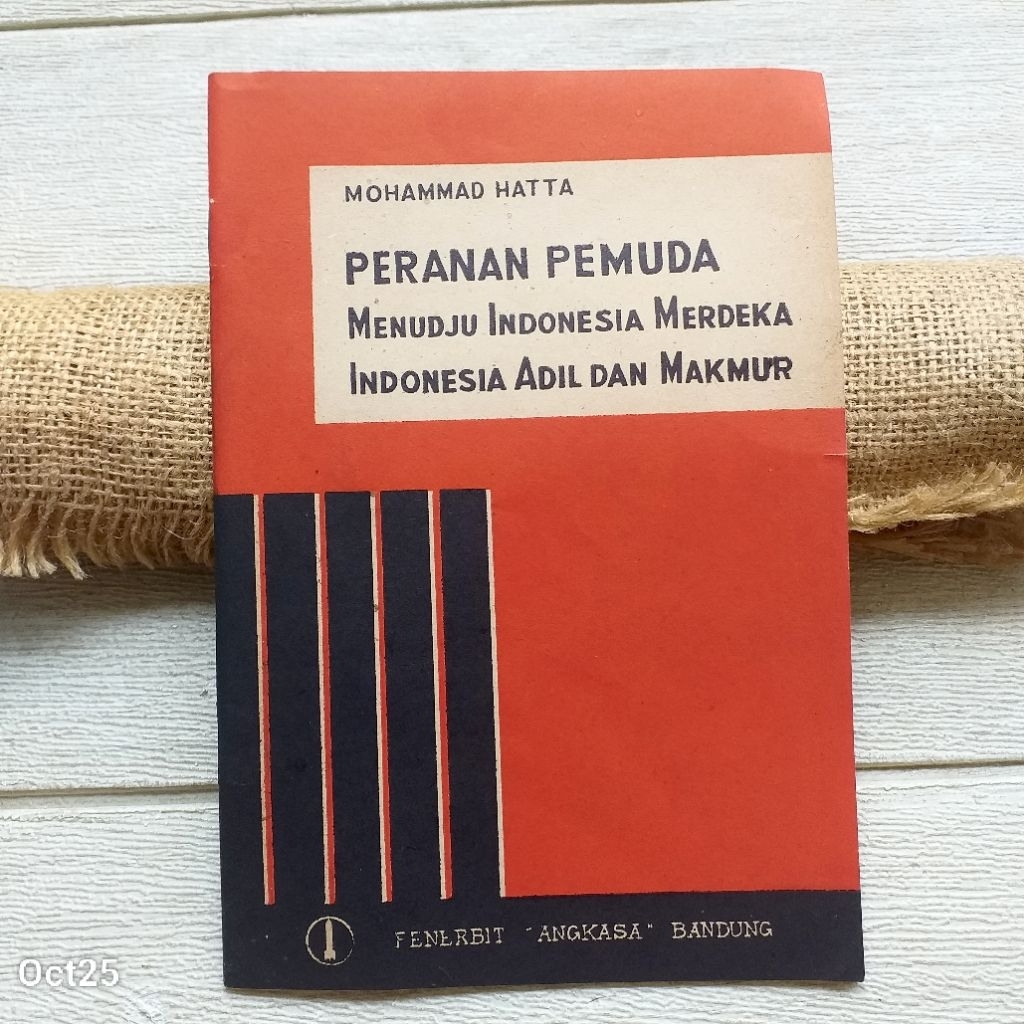 MOHAMMAD HATTA
PERANAN PEMUDA
MENUDJU INDONESIA MERDEKA
INDONESIA ADIL DAN MAKMUR
PENERBIT "ANGKASA" BANDUNG
Oct25